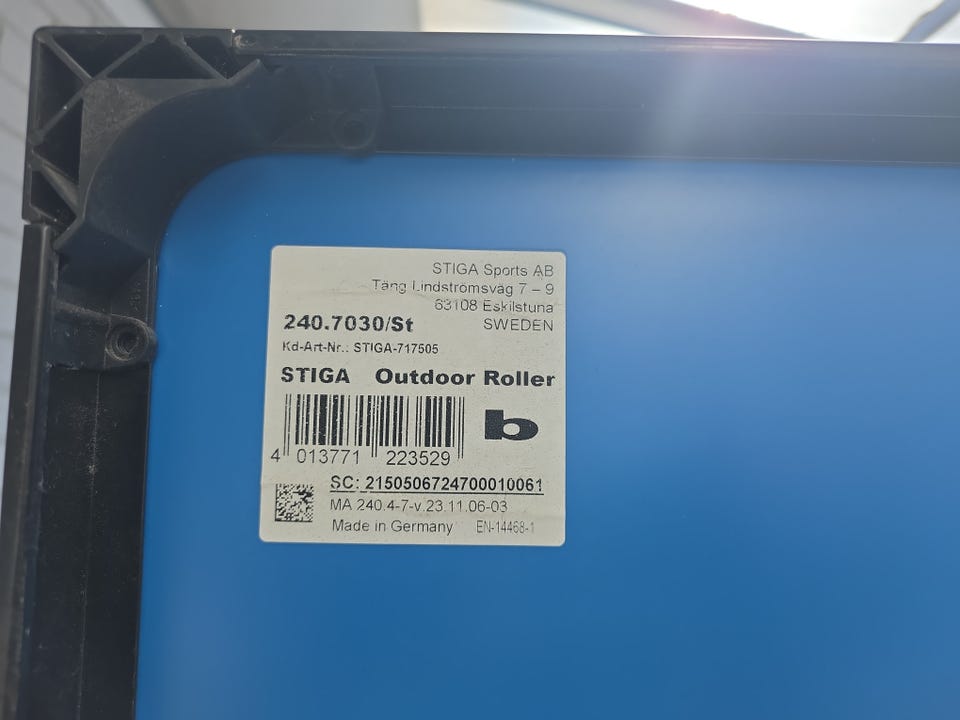 STIGA Sports AB
Täng Lindströmsväg 7 – 9
63108 Eskilstuna
SWEDEN
240.7030/St
Kd-Art-Nr.: STIGA-717505
STIGA Outdoor Roller
b
4 013771 223529
SC: 2150506724700010061
MA 240.4-7-v.23.11.06-03
Made in Germany EN-14468-1